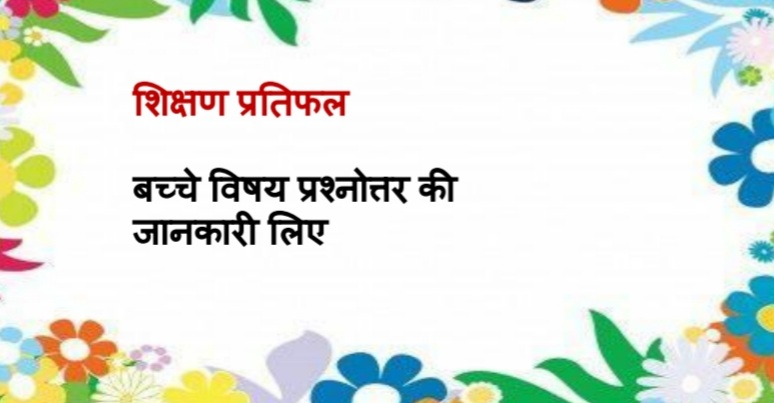 शिक्षण प्रतिफल
बच्चे विषय प्रश्नोत्तर की
जानकारी लिए